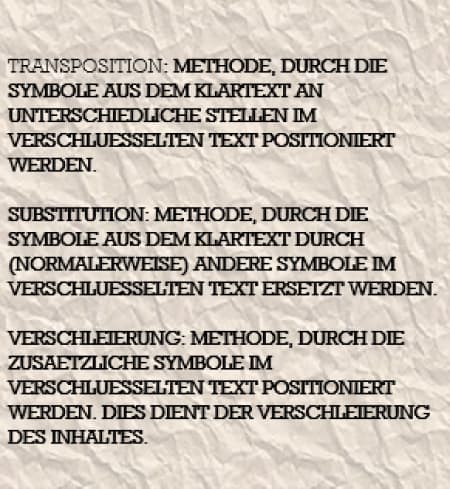 TRANSPOSITION: METHODE, DURCH DIE
SYMBOLE AUS DEM KLARTEXT AN
UNTERSCHIEDLICHE STELLEN IM
VERSCHLUESSELTEN TEXT POSITIONIERT
WERDEN.
SUBSTITUTION: METHODE, DURCH DIE
SYMBOLE AUS DEM KLARTEXT DURCH
(NORMALERWEISE) ANDERE SYMBOLE IM
VERSCHLUESSELTEN TEXT ERSETZT WERDEN.
VERSCHLEIERUNG: METHODE, DURCH DIE
ZUSAETZLICHE SYMBOLE IM
VERSCHLUESSELTEN TEXT POSITIONIERT
WERDEN. DIES DIENT DER VERSCHLEIERUNG
DES INHALTES.